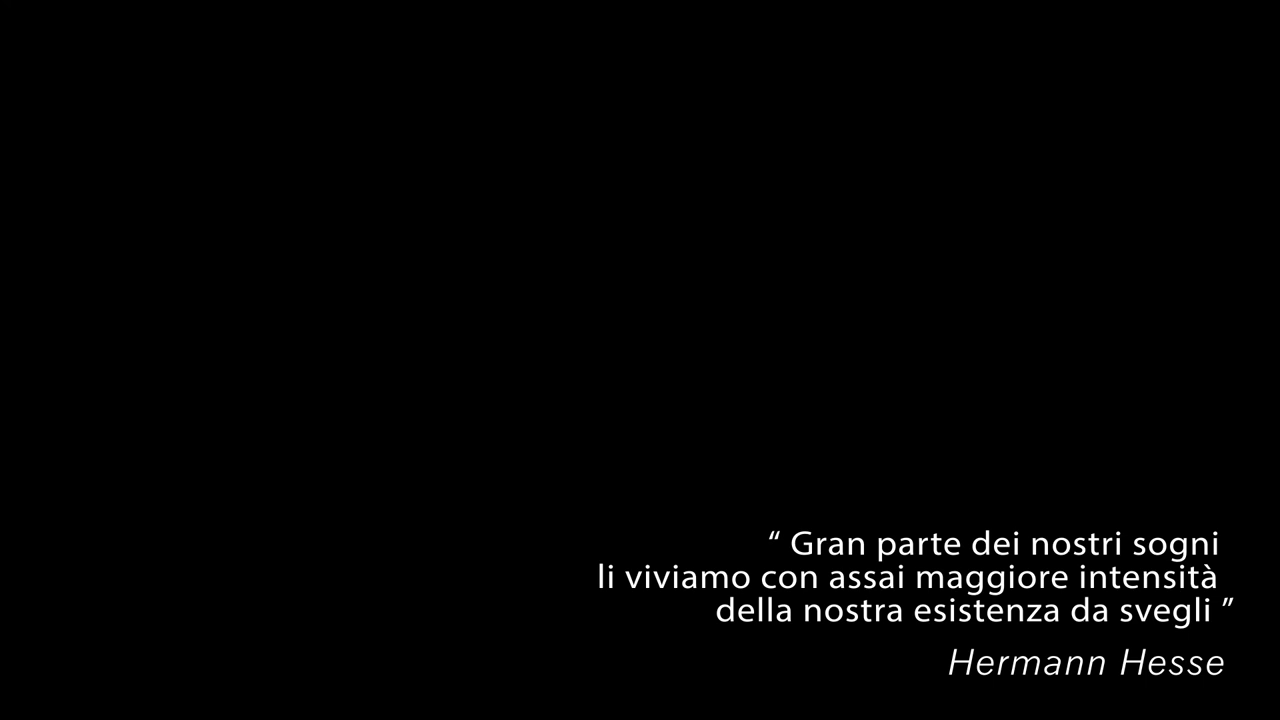 “ Gran parte dei nostri sogni
li viviamo con assai maggiore intensità
della nostra esistenza da svegli ”
Hermann Hesse